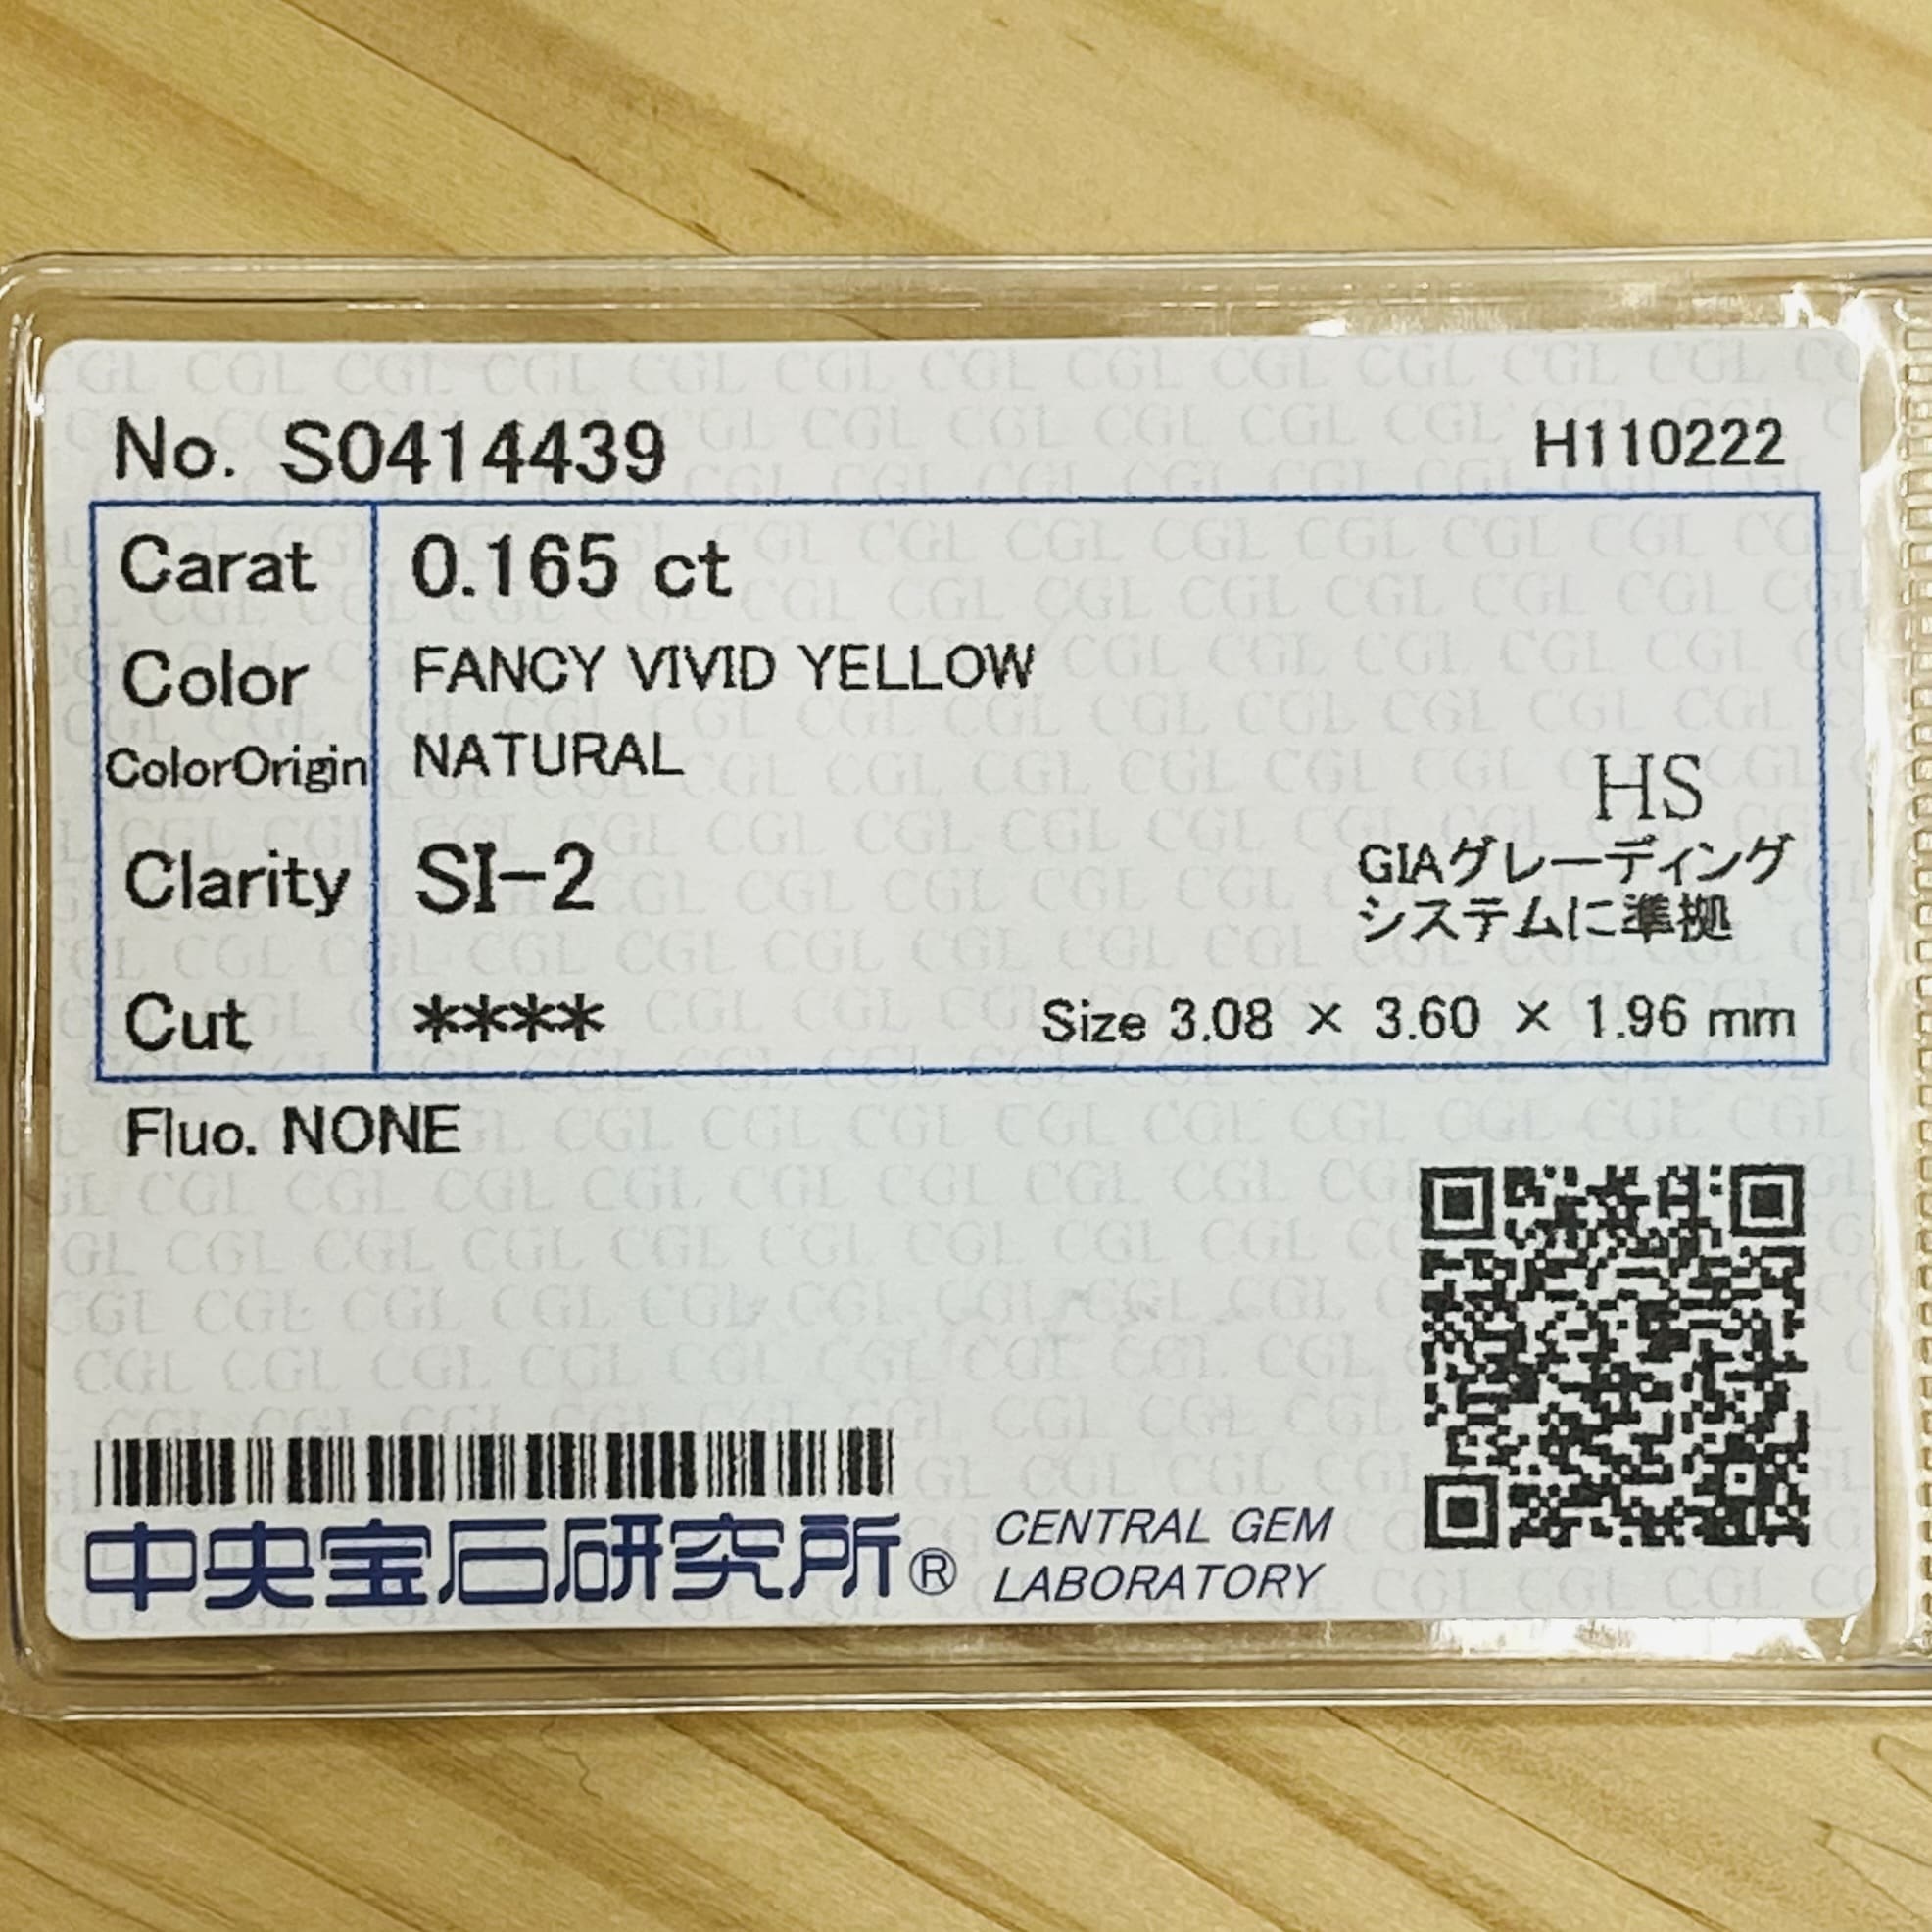 No. S0414439 H110222
Carat 0.165 ct
Color FANCY VIVID YELLOW
ColorOrigin NATURAL
HS
Clarity SI-2
GIAグレーディング
システムに準拠
Cut **** Size 3.08 × 3.60 × 1.96 mm
Fluo. NONE
中央宝石研究所® CENTRAL GEM
LABORATORY